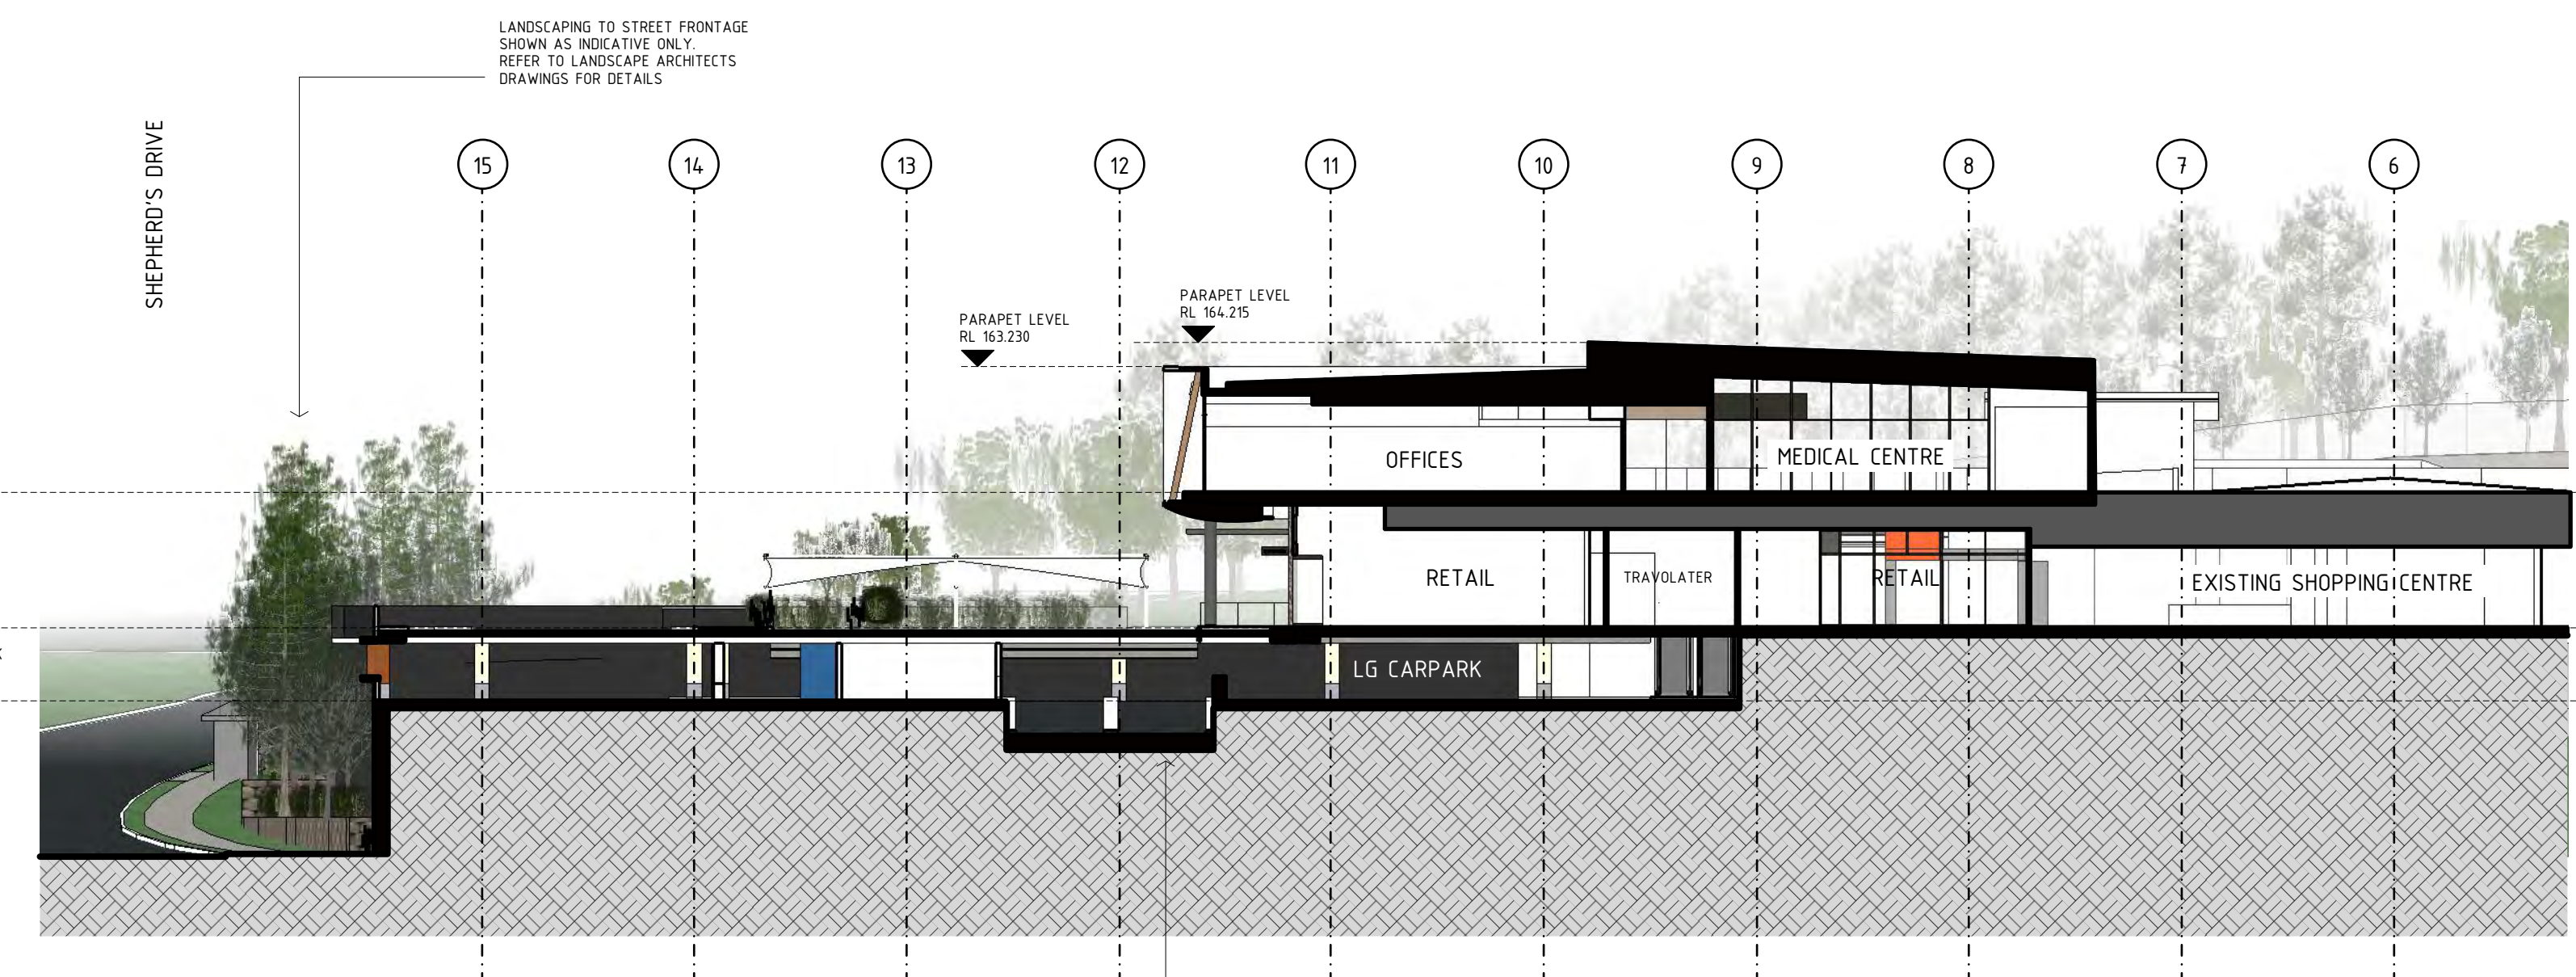 LANDSCAPING TO STREET FRONTAGE
SHOWN AS INDICATIVE ONLY.
REFER TO LANDSCAPE ARCHITECTS
DRAWINGS FOR DETAILS
SHEPHERD'S DRIVE
15
14
13
12
11
10
9
8
7
6
PARAPET LEVEL
RL 163.230
PARAPET LEVEL
RL 164.215
OFFICES
MEDICAL CENTRE
RETAIL
TRAVOLATER
RETAIL
EXISTING SHOPPING CENTRE
LG CARPARK